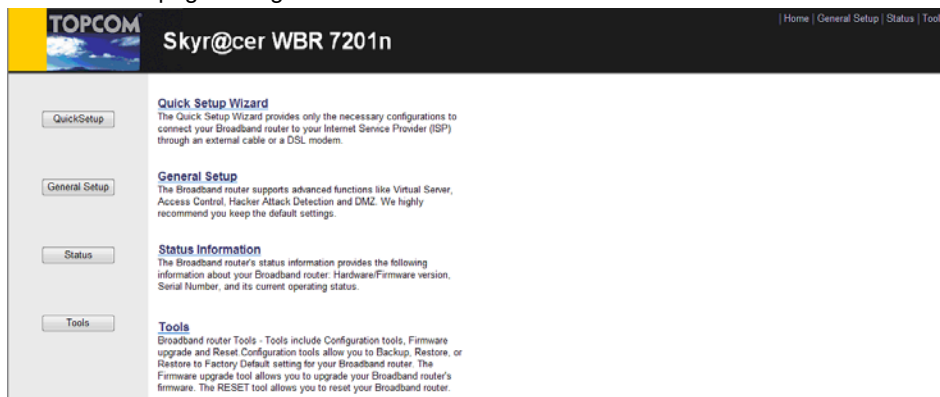 TOPCOM
Skyr@cer WBR 7201n
| Home | General Setup | Status | Tool
QuickSetup
Quick Setup Wizard
The Quick Setup Wizard provides only the necessary configurations to
connect your Broadband router to your Internet Service Provider (ISP)
through an external cable or a DSL modem.
General Setup
General Setup
The Broadband router supports advanced functions like Virtual Server,
Access Control, Hacker Attack Detection and DMZ. We highly
recommend you keep the default settings.
Status
Status Information
The Broadband router's status information provides the following
information about your Broadband router: Hardware/Firmware version,
Serial Number, and its current operating status.
Tools
Tools
Broadband router Tools - Tools include Configuration tools, Firmware
upgrade and Reset.Configuration tools allow you to Backup, Restore, or
Restore to Factory Default setting for your Broadband router. The
Firmware upgrade tool allows you to upgrade your Broadband router's
firmware. The RESET tool allows you to reset your Broadband router.